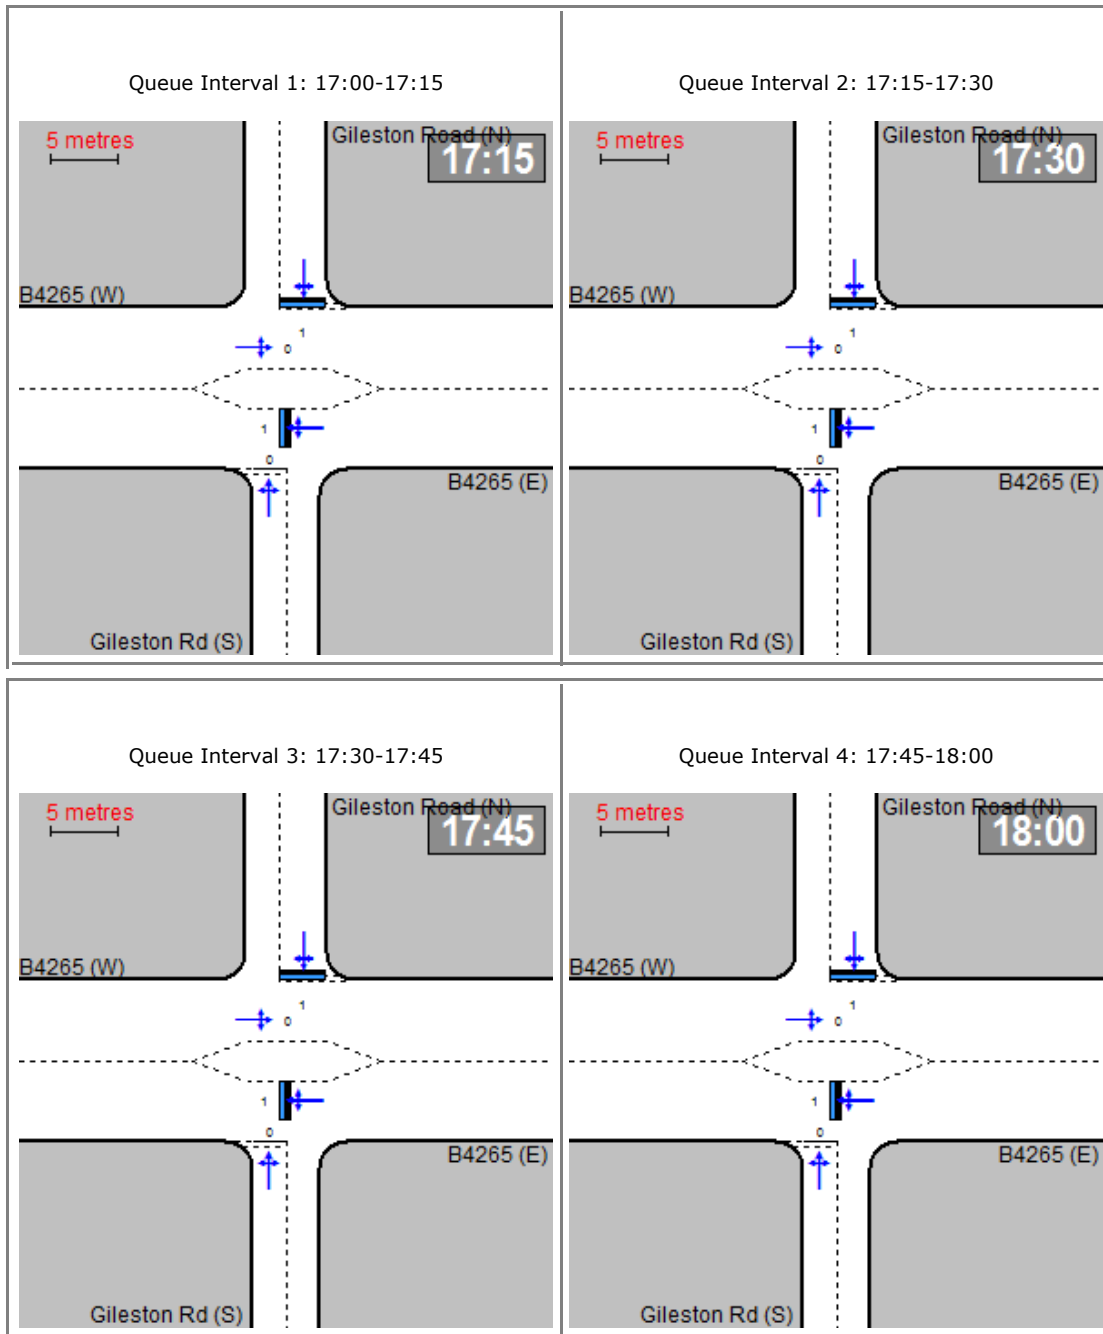 Queue Interval 1: 17:00-17:15
5 metres
Gileston Road (N)
17:15
B4265 (W)
1
0
1
0
B4265 (E)
Gileston Rd (S)
Queue Interval 2: 17:15-17:30
5 metres
Gileston Road (N)
17:30
B4265 (W)
1
0
1
0
B4265 (E)
Gileston Rd (S)
Queue Interval 3: 17:30-17:45
5 metres
Gileston Road (N)
17:45
B4265 (W)
1
0
1
0
B4265 (E)
Gileston Rd (S)
Queue Interval 4: 17:45-18:00
5 metres
Gileston Road (N)
18:00
B4265 (W)
1
0
1
0
B4265 (E)
Gileston Rd (S)